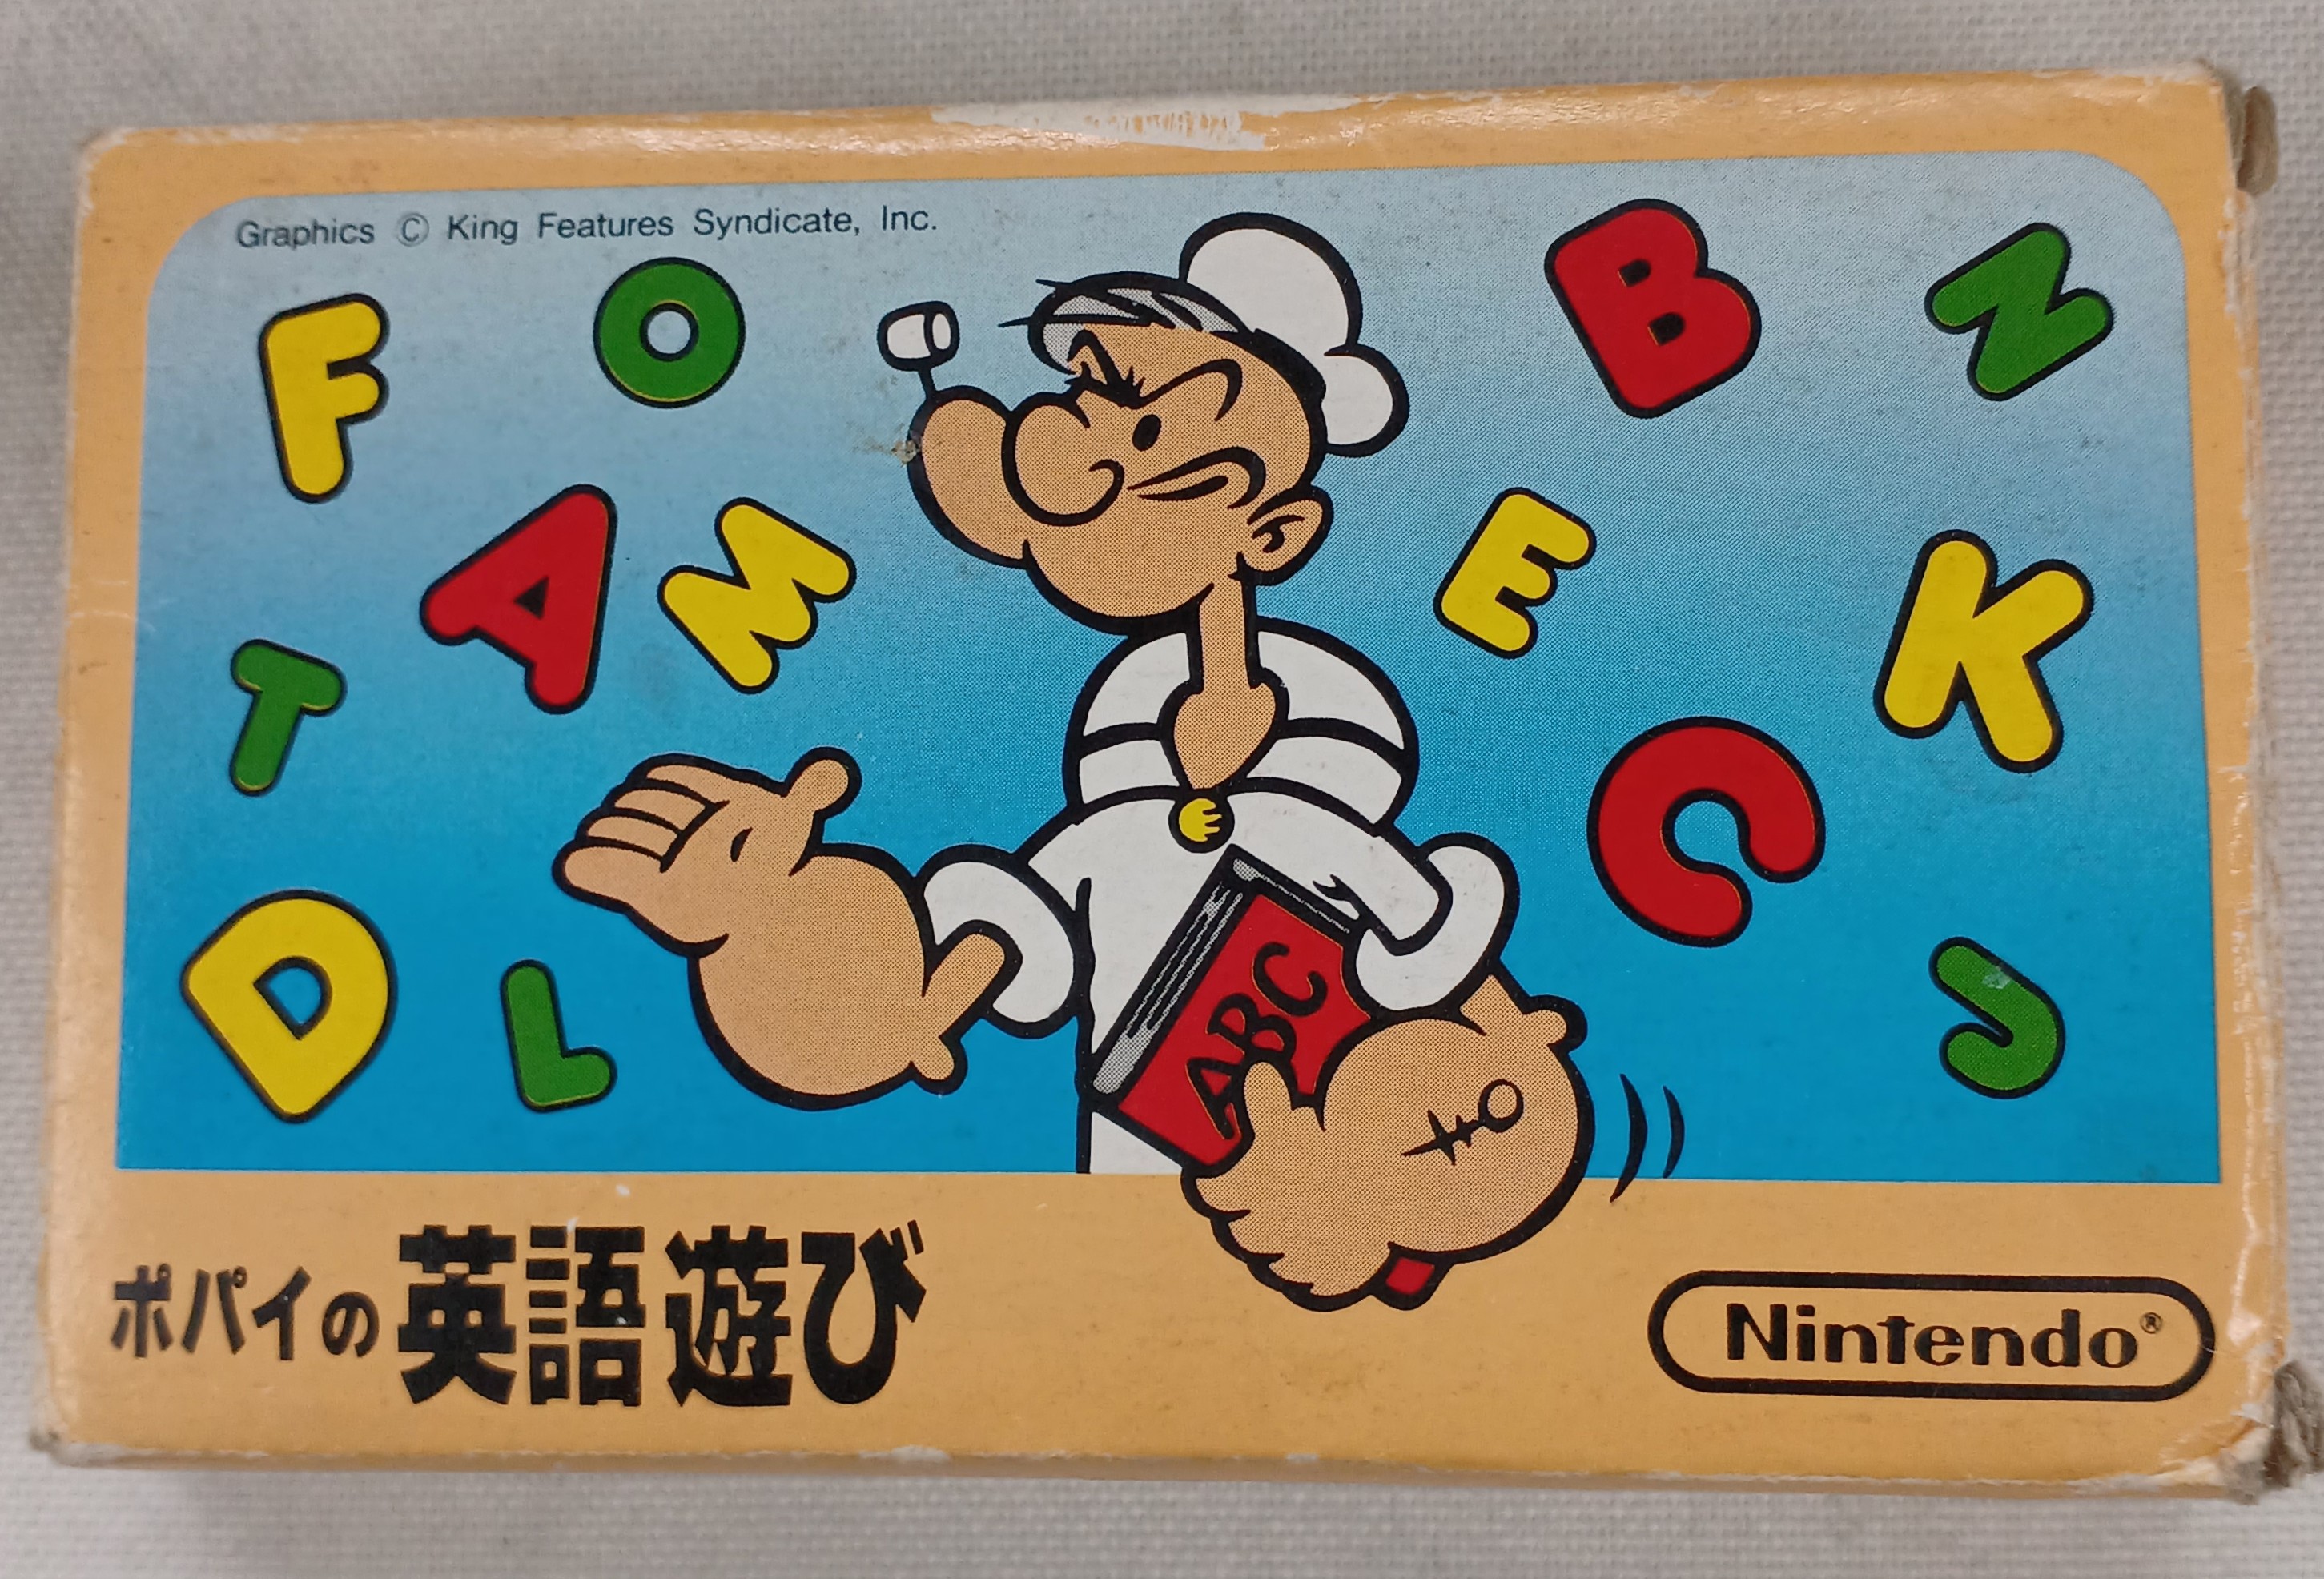 Graphics © King Features Syndicate, Inc.
F O B N
A M E K
T C
D L J
ABC
ポパイの英語遊び
Nintendo®